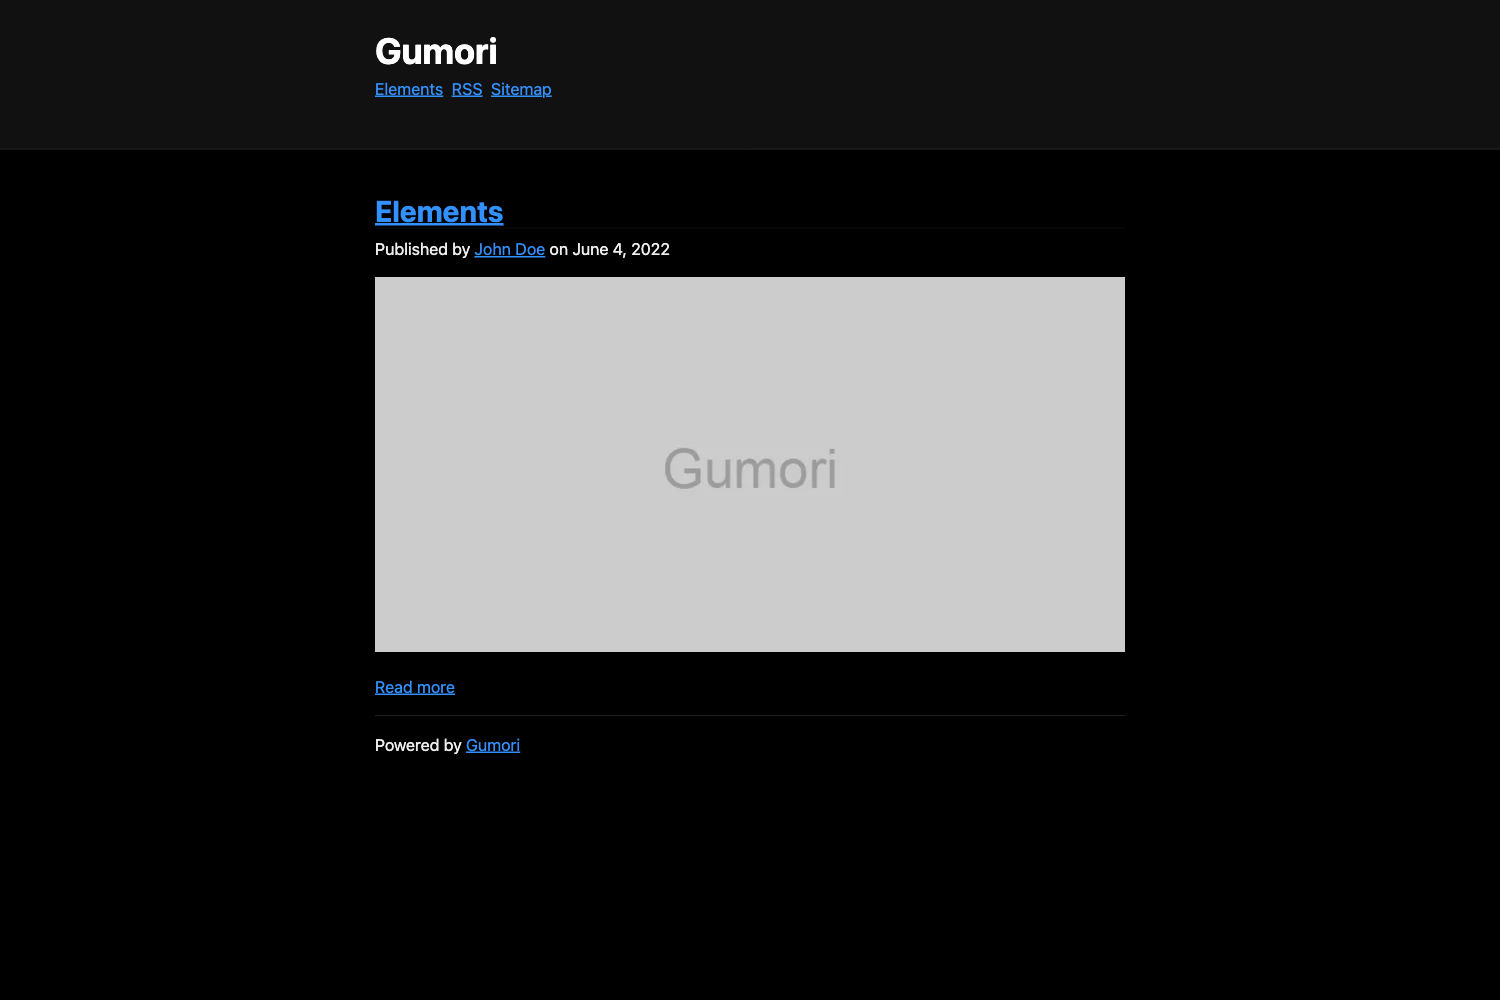 Gumori
Elements RSS Sitemap
Elements
Published by John Doe on June 4, 2022
Gumori
Read more
Powered by Gumori